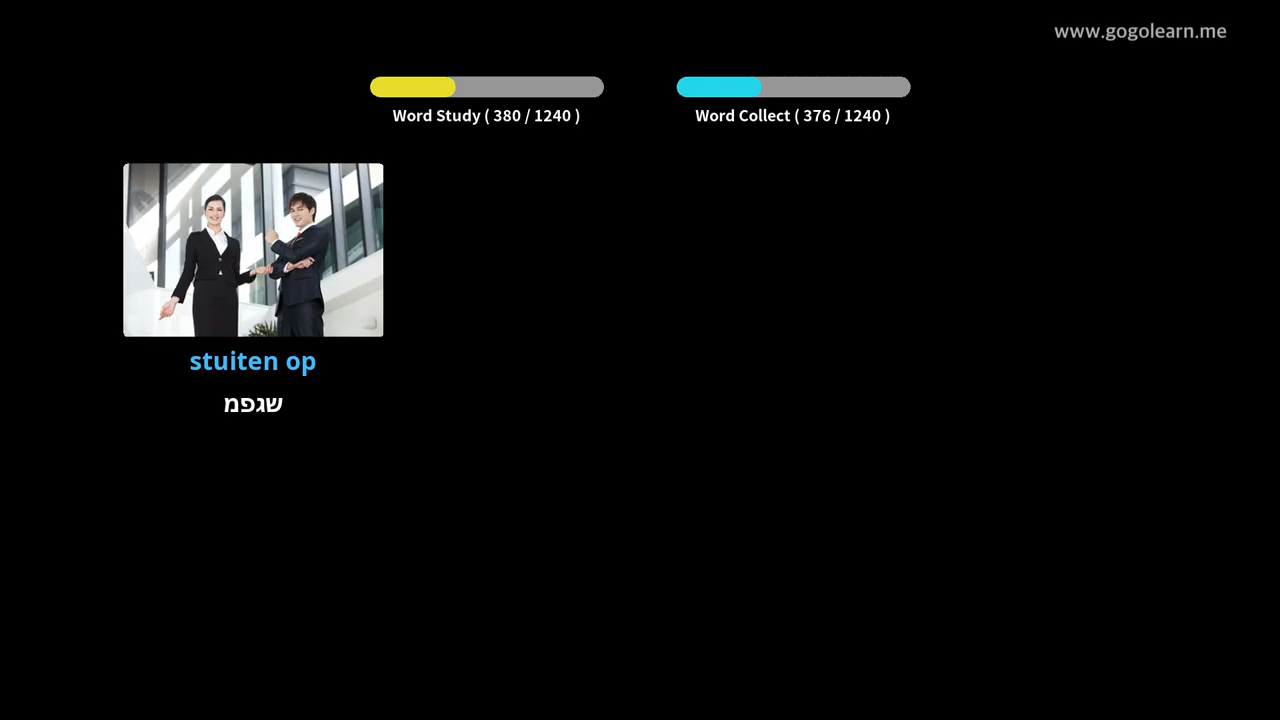 www.gogolearn.me
Word Study ( 380 / 1240 )
Word Collect ( 376 / 1240 )
stuiten op
שגפמ